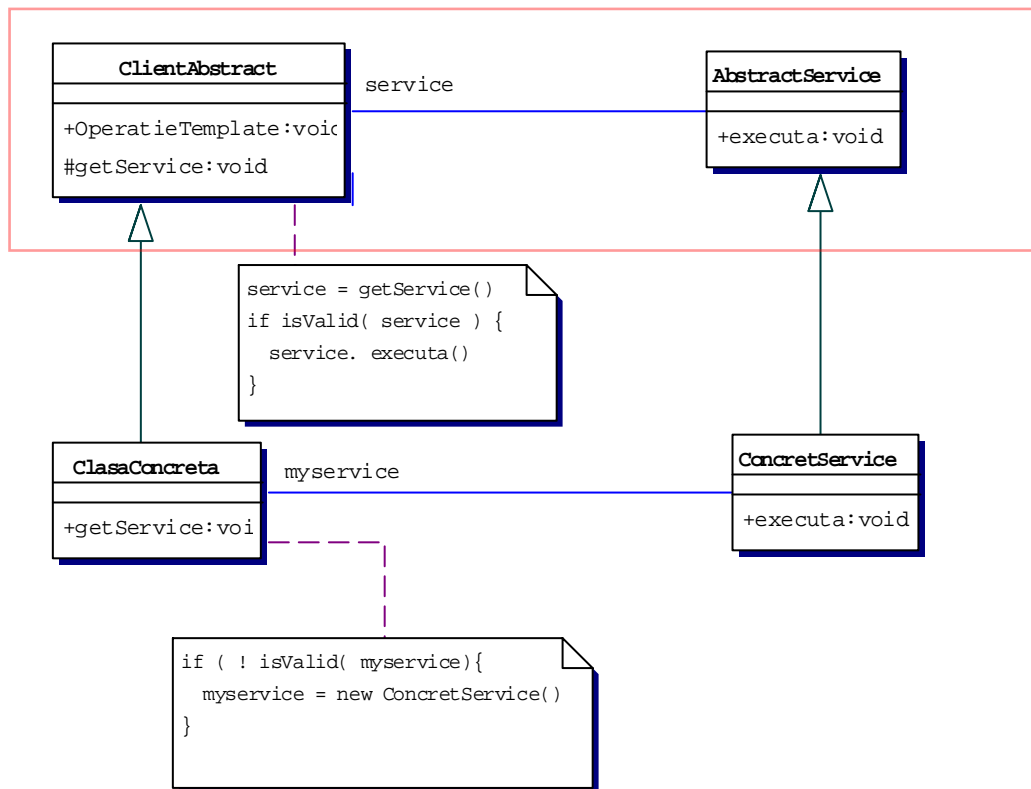 ClientAbstract
+OperatieTemplate:void
#getService:void
service
AbstractService
+executa:void
service = getService()
if isValid( service ) {
service. executa()
}
ClasaConcreta
+getService:voi
myservice
ConcretService
+executa:void
if ( ! isValid( myservice){
myservice = new ConcretService()
}